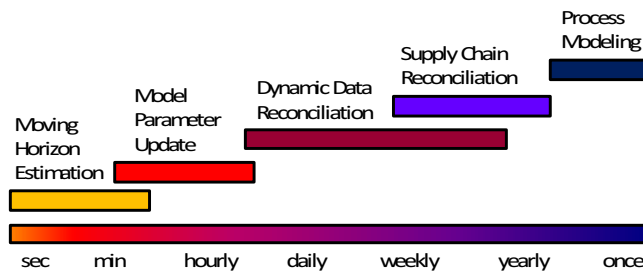 Process
Modeling
Supply Chain
Reconciliation
Dynamic Data
Reconciliation
Model
Parameter
Update
Moving
Horizon
Estimation
sec min hourly daily weekly yearly once